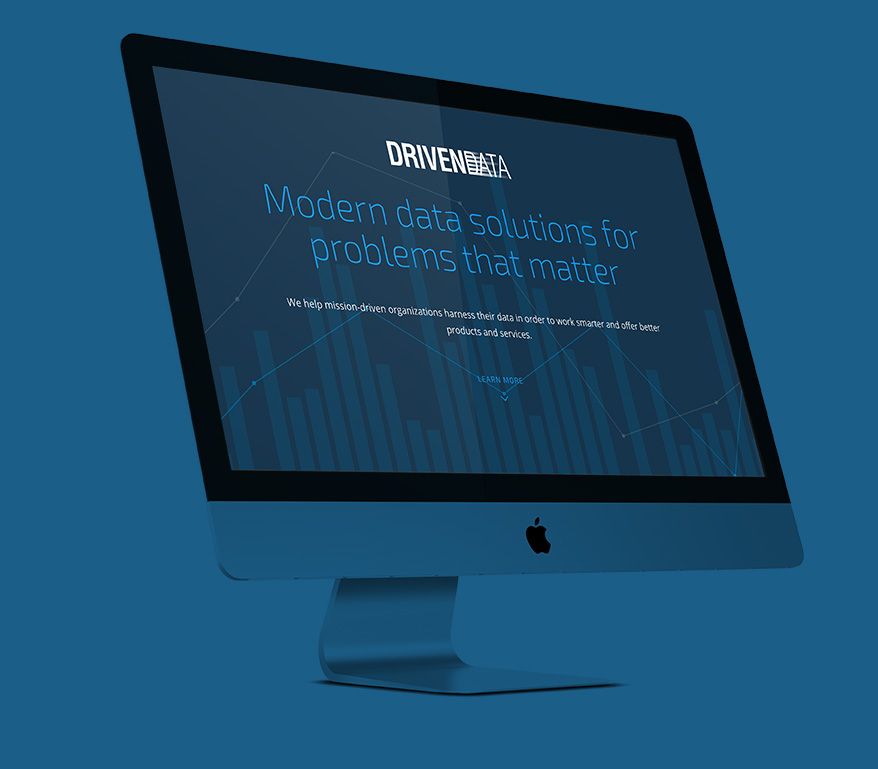 DRIVENDATA
Modern data solutions for
problems that matter
We help mission-driven organizations harness their data in order to work smarter and offer better
products and services.
LEARN MORE